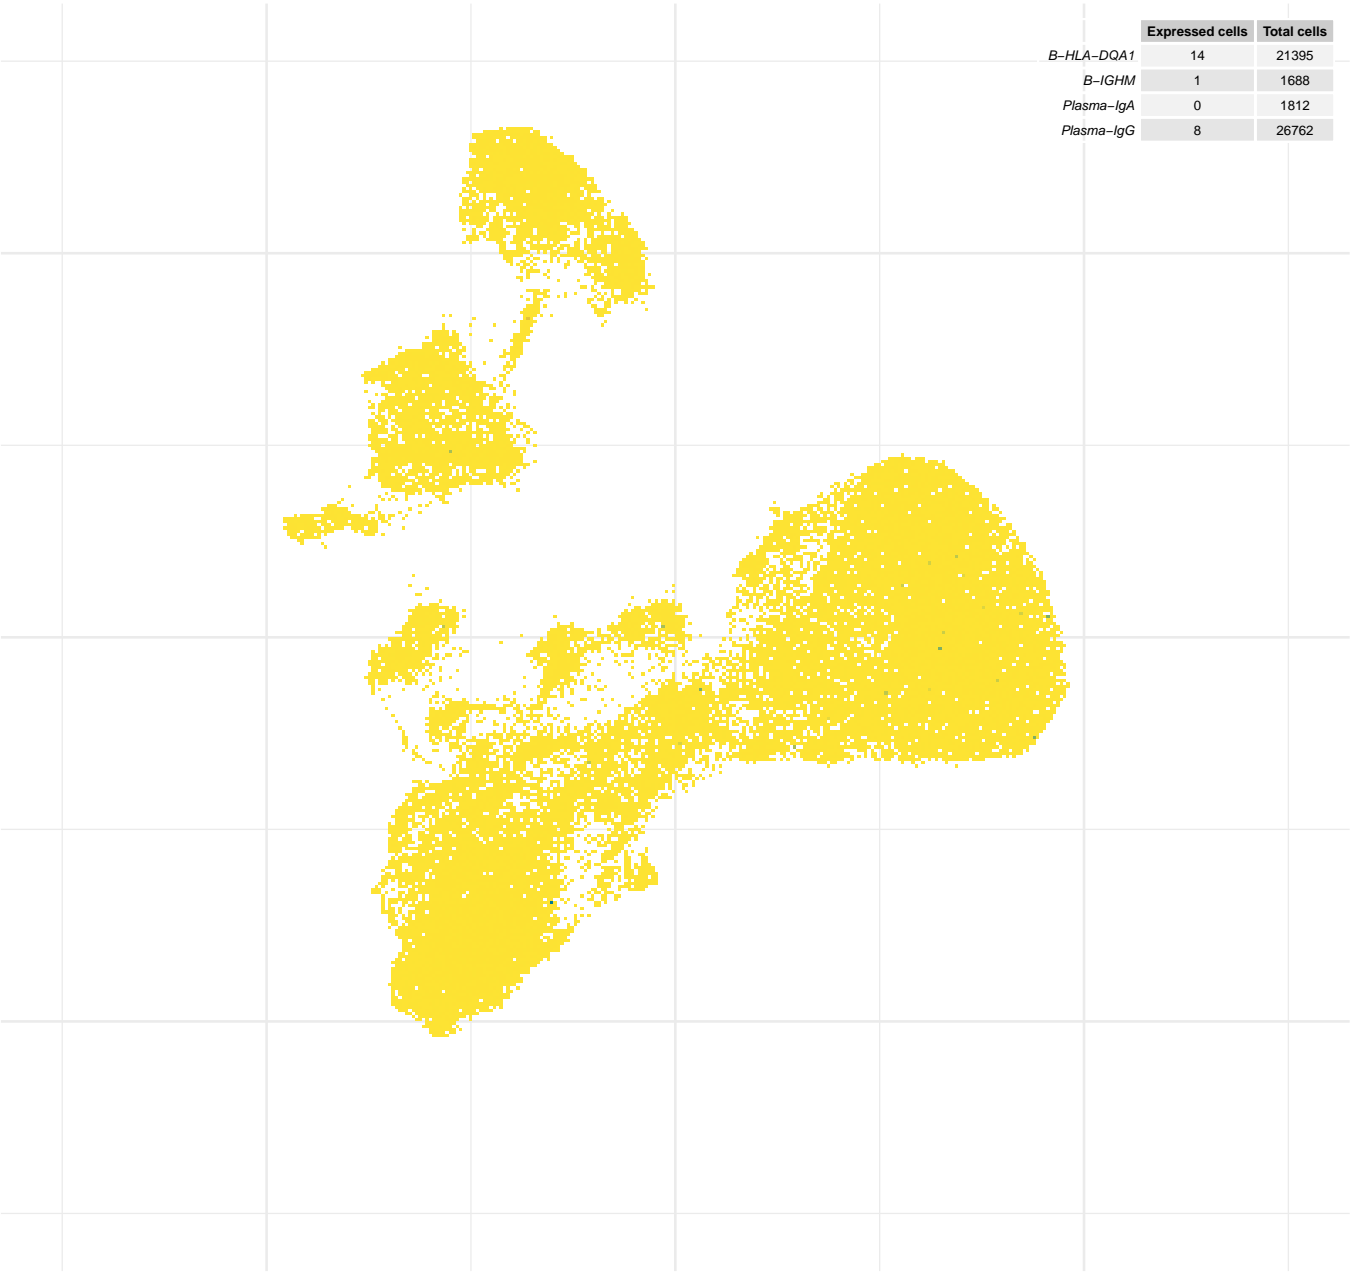 Expressed cells Total cells
B−HLA−DQA1 14 21395
B−IGHM 1 1688
Plasma−IgA 0 1812
Plasma−IgG 8 26762